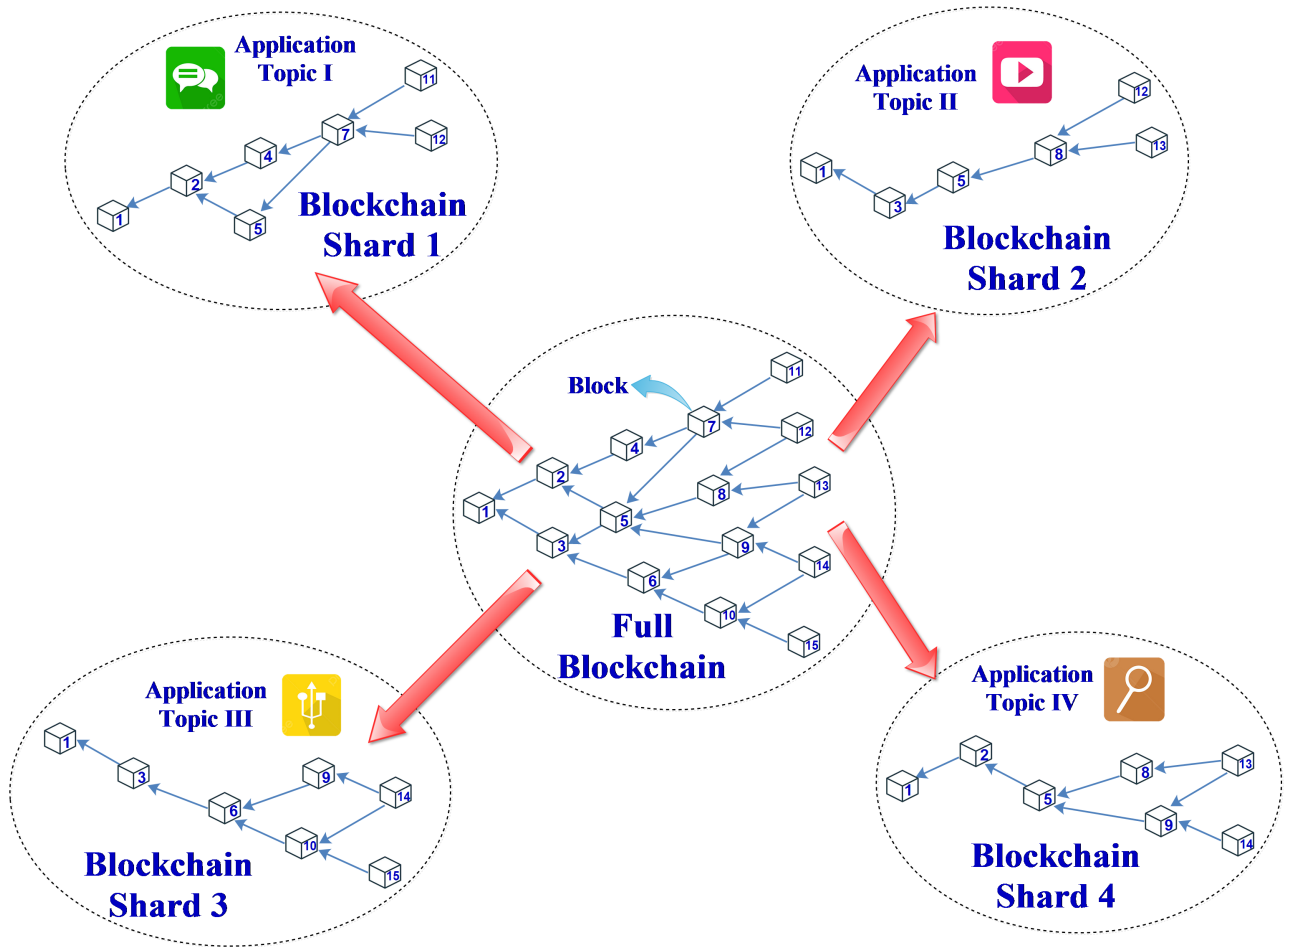 Application
Topic I
11
7
12
4
2
1
5
Blockchain
Shard 1
Application
Topic II
12
13
8
1
5
3
Blockchain
Shard 2
Block
11
7
12
4
2
8
13
1
5
3
9
14
6
10
15
Full
Blockchain
Application
Topic III
1
3
9
14
6
10
15
Blockchain
Shard 3
Application
Topic IV
2
8
13
1
5
9
14
Blockchain
Shard 4